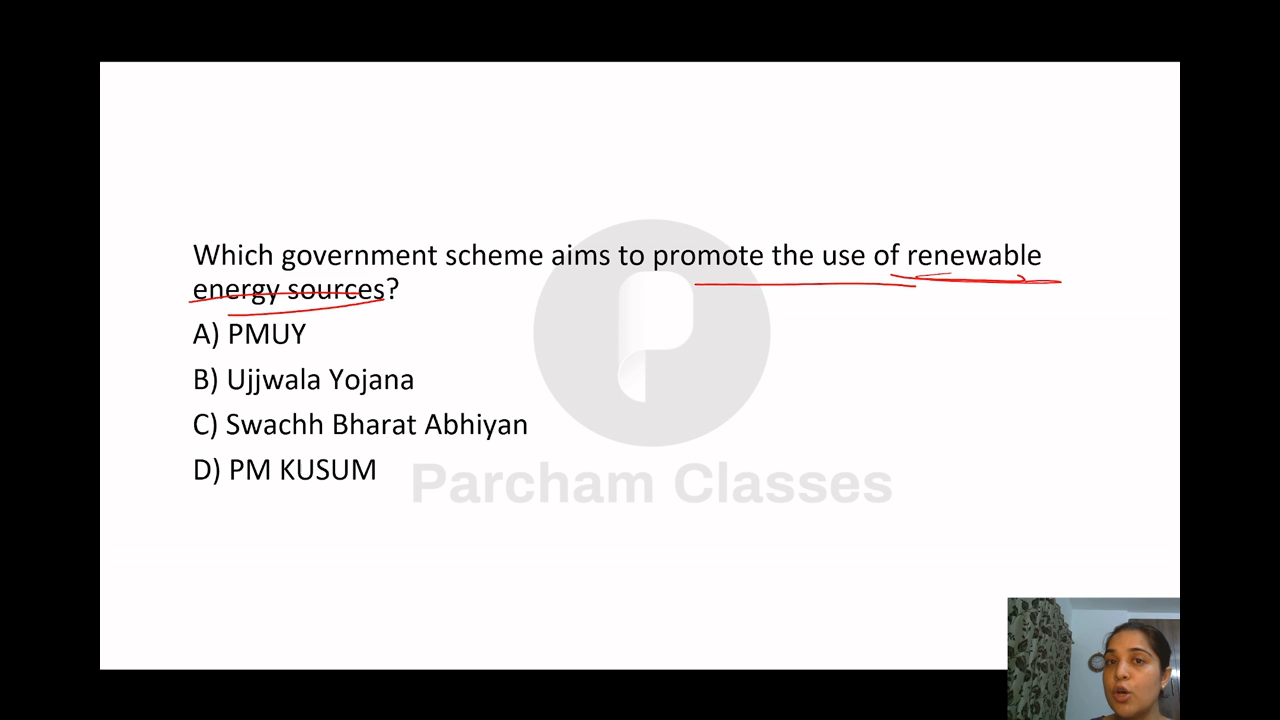 Which government scheme aims to promote the use of renewable
energy sources?
A) PMUY
B) Ujjwala Yojana
C) Swachh Bharat Abhiyan
D) PM KUSUM
Parcham Classes